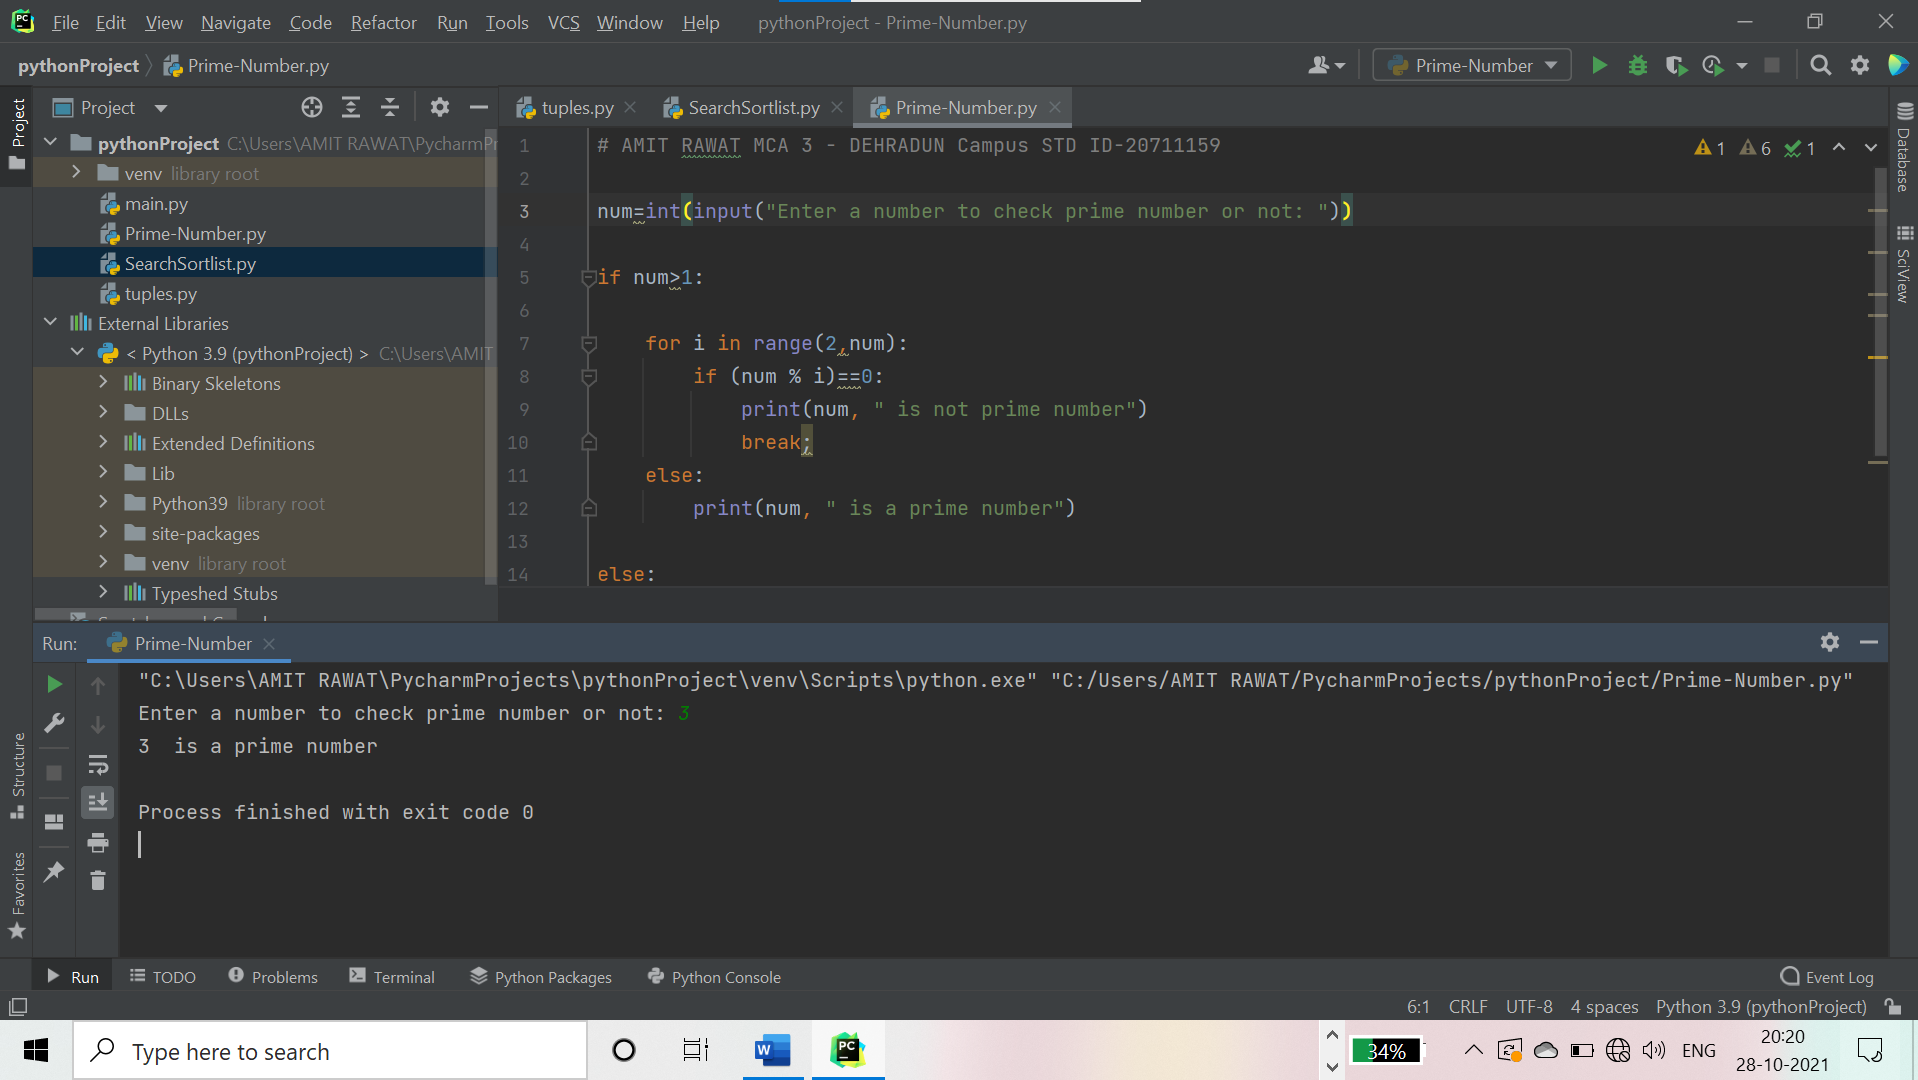 File Edit View Navigate Code Refactor Run Tools VCS Window Help pythonProject - Prime-Number.py
pythonProject Prime-Number.py Prime-Number
Project
Project
pythonProject C:\Users\AMIT RAWAT\PycharmPr
venv library root
main.py
Prime-Number.py
SearchSortlist.py
tuples.py
External Libraries
< Python 3.9 (pythonProject) > C:\Users\AMIT
Binary Skeletons
DLLs
Extended Definitions
Lib
Python39 library root
site-packages
venv library root
Typeshed Stubs
tuples.py SearchSortlist.py Prime-Number.py
1 # AMIT RAWAT MCA 3 - DEHRADUN Campus STD ID-20711159
2
3 num=int(input("Enter a number to check prime number or not: "))
4
5 if num>1:
6
7 for i in range(2,num):
8 if (num % i)==0:
9 print(num, " is not prime number")
10 break;
11 else:
12 print(num, " is a prime number")
13
14 else:
1 6 1
Database
SciView
Run: Prime-Number
"C:\Users\AMIT RAWAT\PycharmProjects\pythonProject\venv\Scripts\python.exe" "C:/Users/AMIT RAWAT/PycharmProjects/pythonProject/Prime-Number.py"
Enter a number to check prime number or not: 3
3  is a prime number
Process finished with exit code 0
Structure
Favorites
Run TODO Problems Terminal Python Packages Python Console Event Log
6:1 CRLF UTF-8 4 spaces Python 3.9 (pythonProject)
Type here to search
34%
ENG
20:20
28-10-2021